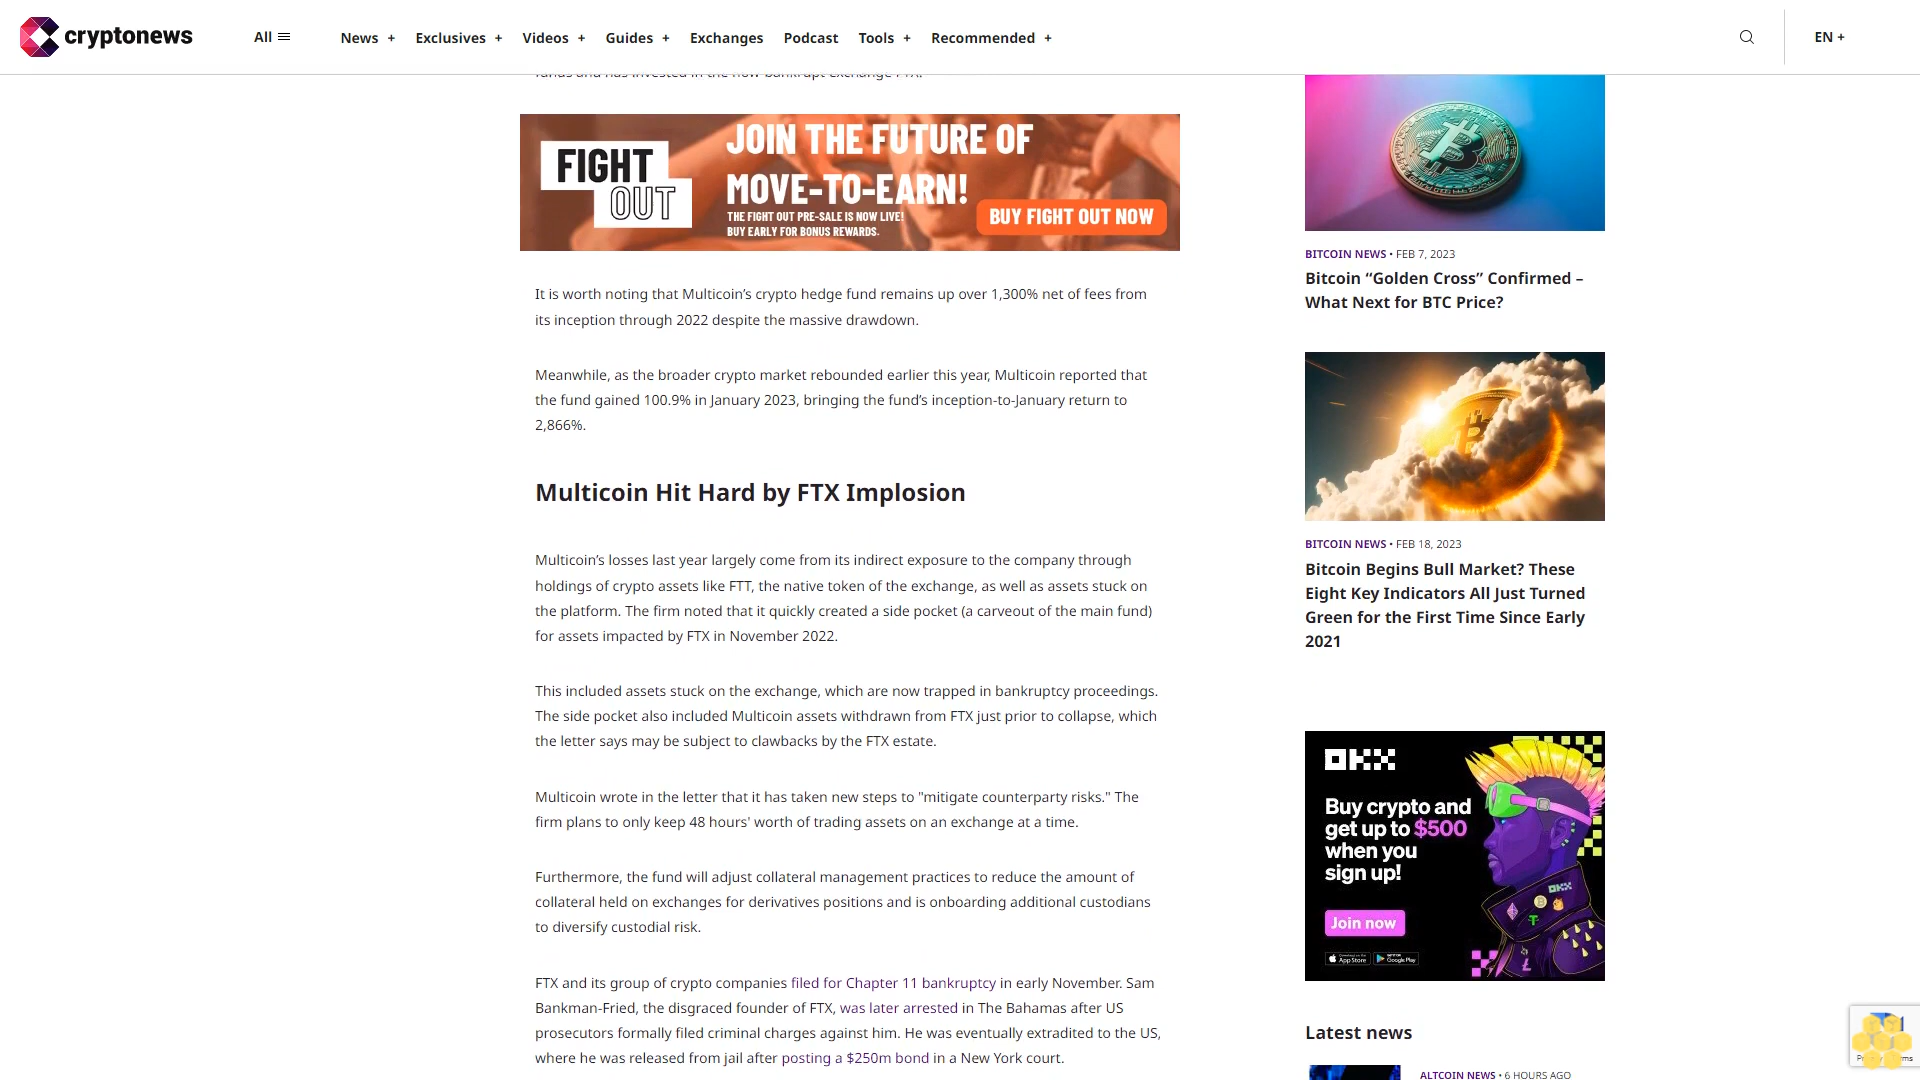 cryptonews
All
News +
Exclusives +
Videos +
Guides +
Exchanges
Podcast
Tools +
Recommended +
EN +
funds and has invested in the now-bankrupt exchange FTX.
FIGHT
OUT
JOIN THE FUTURE OF
MOVE-TO-EARN!
THE FIGHT OUT PRE-SALE IS NOW LIVE!
BUY EARLY FOR BONUS REWARDS.
BUY FIGHT OUT NOW
It is worth noting that Multicoin’s crypto hedge fund remains up over 1,300% net of fees from
its inception through 2022 despite the massive drawdown.
Meanwhile, as the broader crypto market rebounded earlier this year, Multicoin reported that
the fund gained 100.9% in January 2023, bringing the fund’s inception-to-January return to
2,866%.
Multicoin Hit Hard by FTX Implosion
Multicoin’s losses last year largely come from its indirect exposure to the company through
holdings of crypto assets like FTT, the native token of the exchange, as well as assets stuck on
the platform. The firm noted that it quickly created a side pocket (a carveout of the main fund)
for assets impacted by FTX in November 2022.
This included assets stuck on the exchange, which are now trapped in bankruptcy proceedings.
The side pocket also included Multicoin assets withdrawn from FTX just prior to collapse, which
the letter says may be subject to clawbacks by the FTX estate.
Multicoin wrote in the letter that it has taken new steps to "mitigate counterparty risks." The
firm plans to only keep 48 hours' worth of trading assets on an exchange at a time.
Furthermore, the fund will adjust collateral management practices to reduce the amount of
collateral held on exchanges for derivatives positions and is onboarding additional custodians
to diversify custodial risk.
FTX and its group of crypto companies filed for Chapter 11 bankruptcy in early November. Sam
Bankman-Fried, the disgraced founder of FTX, was later arrested in The Bahamas after US
prosecutors formally filed criminal charges against him. He was eventually extradited to the US,
where he was released from jail after posting a $250m bond in a New York court.
BITCOIN NEWS • FEB 7, 2023
Bitcoin “Golden Cross” Confirmed –
What Next for BTC Price?
BITCOIN NEWS • FEB 18, 2023
Bitcoin Begins Bull Market? These
Eight Key Indicators All Just Turned
Green for the First Time Since Early
2021
OKX
Buy crypto and
get up to $500
when you
sign up!
Join now
App Store
Google Play
OKX
Latest news
ALTCOIN NEWS • 6 HOURS AGO